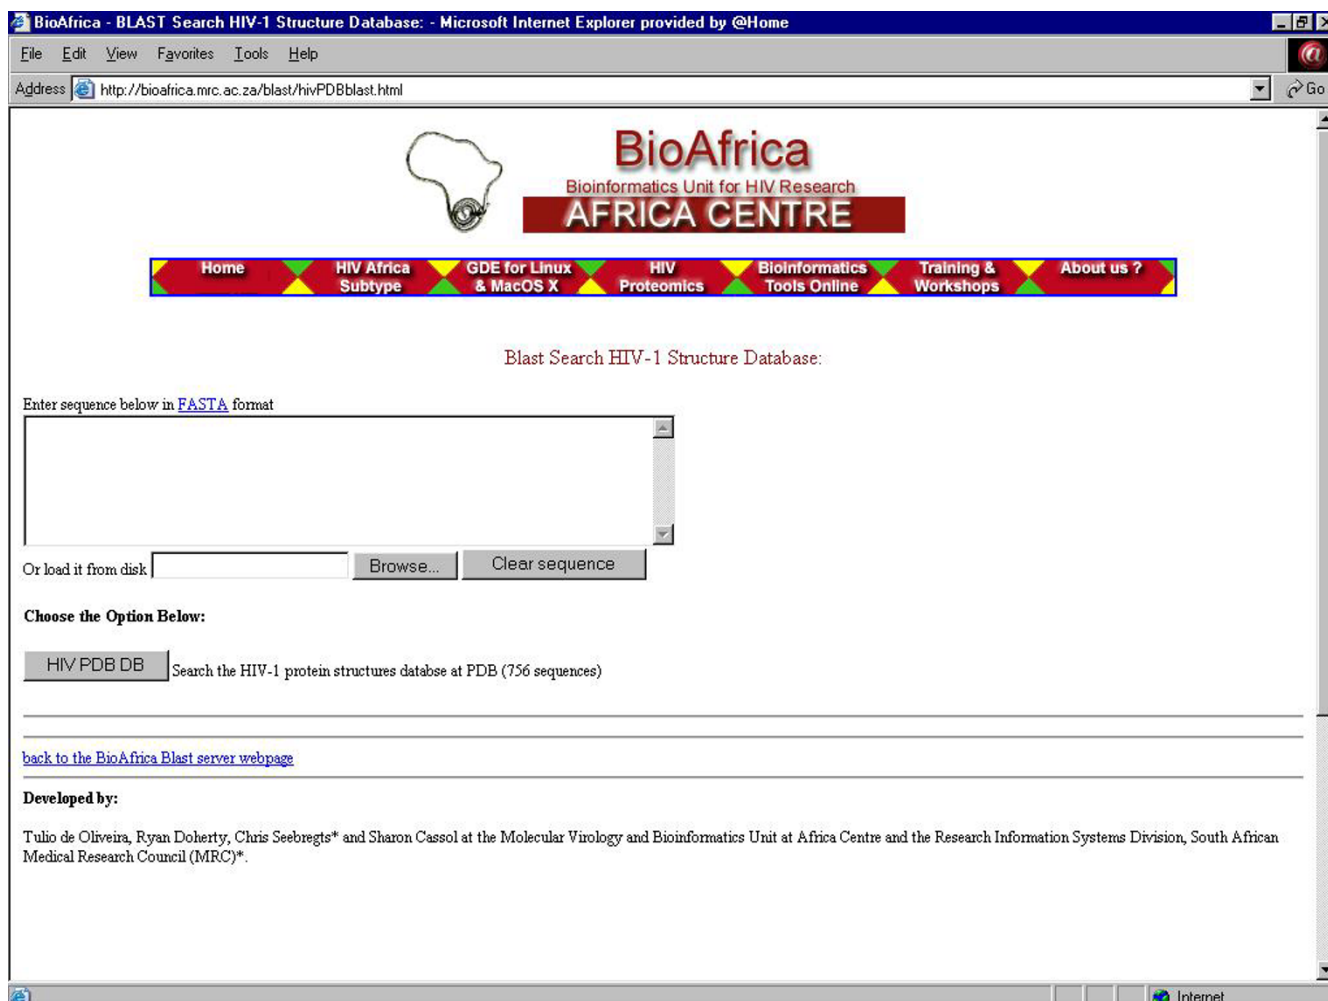 BioAfrica - BLAST Search HIV-1 Structure Database: - Microsoft Internet Explorer provided by @Home
File Edit View Favorites Tools Help
Address http://bioafrica.mrc.ac.za/blast/hivPDBblast.html Go
BioAfrica
Bioinformatics Unit for HIV Research
AFRICA CENTRE
Home HIV Africa Subtype GDE for Linux & MacOS X HIV Proteomics Bioinformatics Tools Online Training & Workshops About us ?
Blast Search HIV-1 Structure Database:
Enter sequence below in FASTA format
Or load it from disk Browse... Clear sequence
Choose the Option Below:
HIV PDB DB Search the HIV-1 protein structures databse at PDB (756 sequences)
back to the BioAfrica Blast server webpage
Developed by:
Tulio de Oliveira, Ryan Doherty, Chris Seebregts* and Sharon Cassol at the Molecular Virology and Bioinformatics Unit at Africa Centre and the Research Information Systems Division, South African
Medical Research Council (MRC)*.
Internet